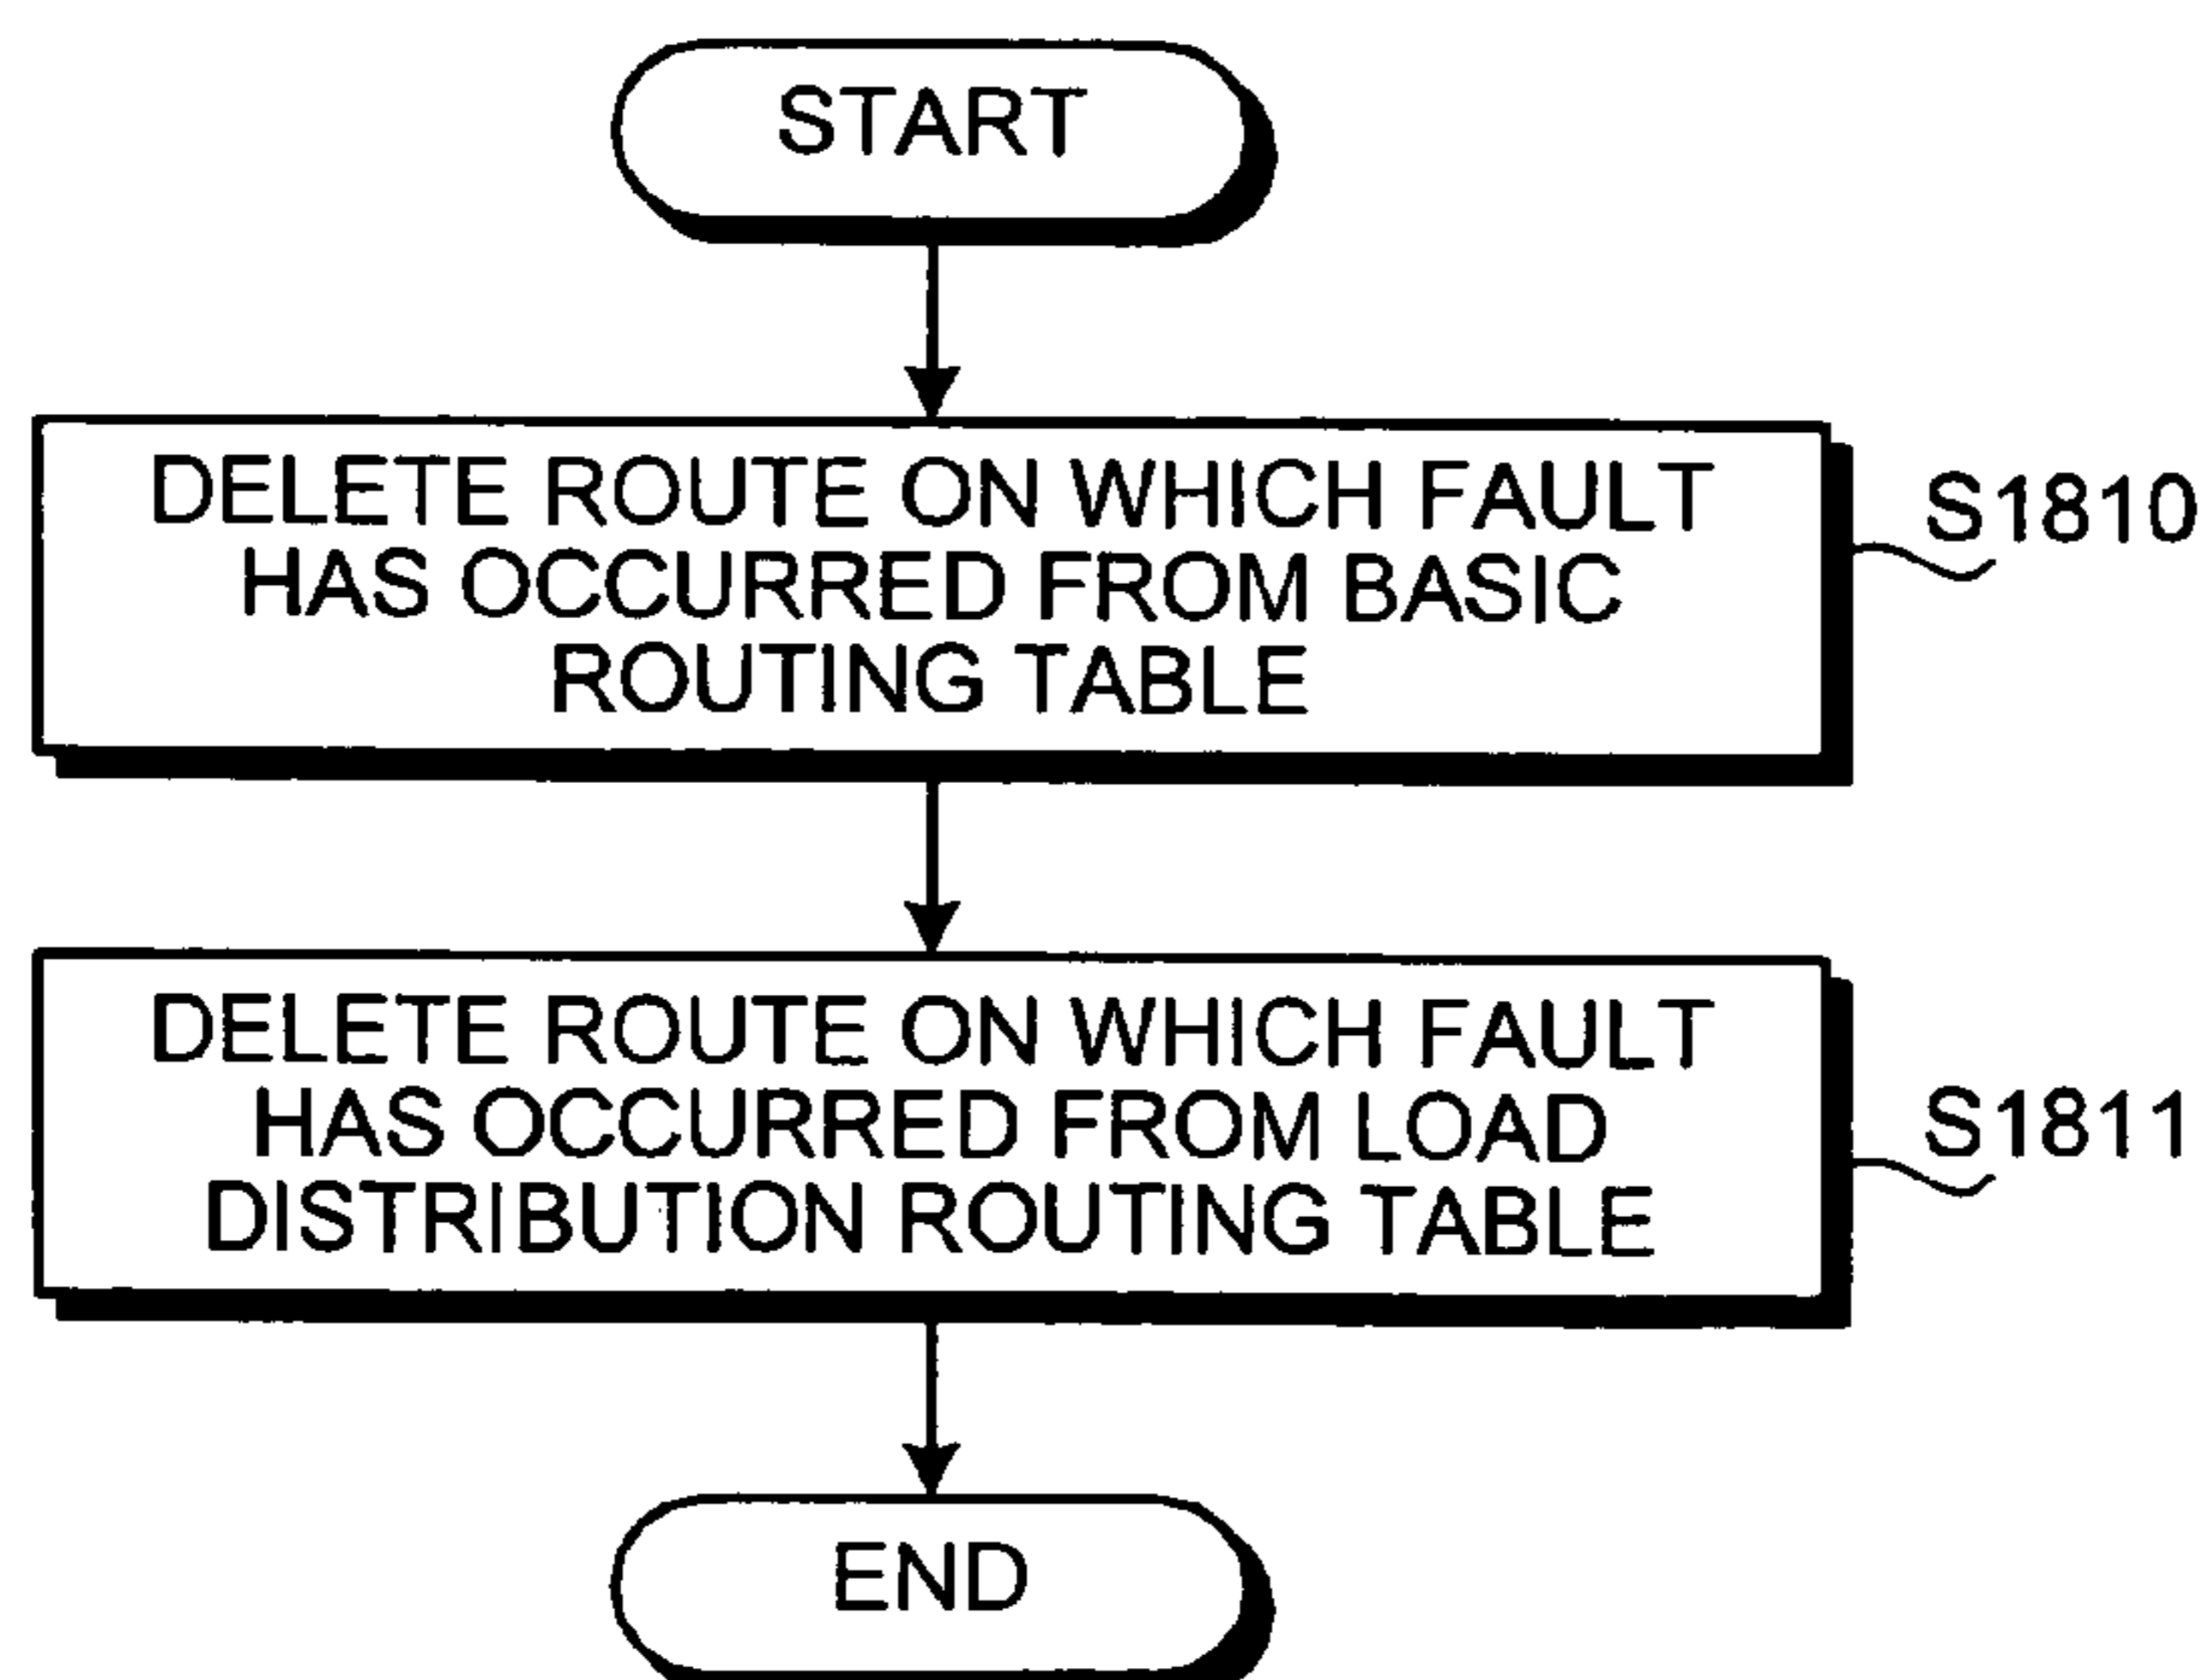 START
DELETE ROUTE ON WHICH FAULT
HAS OCCURRED FROM BASIC
ROUTING TABLE
S1810
DELETE ROUTE ON WHICH FAULT
HAS OCCURRED FROM LOAD
DISTRIBUTION ROUTING TABLE
S1811
END